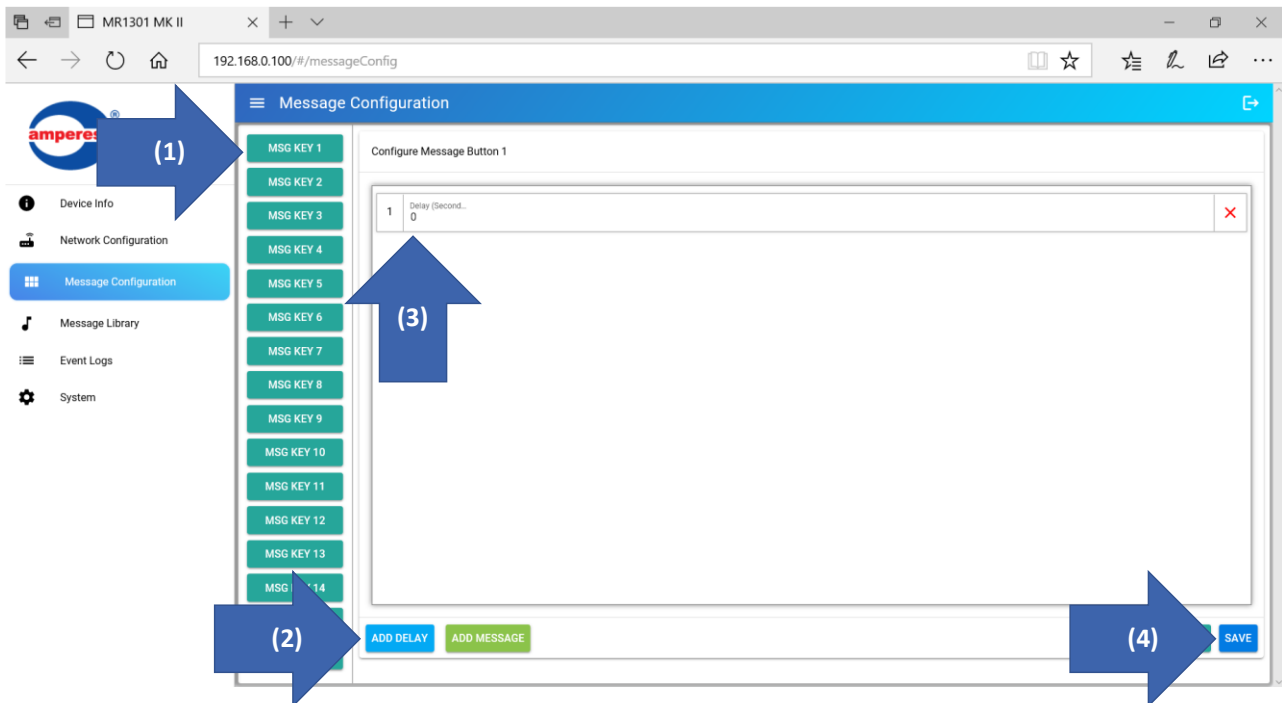 MR1301 MK II
192.168.0.100/#/messageConfig
Message Configuration
®
(1)
MSG KEY 1
Configure Message Button 1
MSG KEY 2
Device Info
MSG KEY 3
1
Delay (Second...
0
Network Configuration
MSG KEY 4
Message Configuration
MSG KEY 5
(3)
MSG KEY 6
Message Library
MSG KEY 7
Event Logs
MSG KEY 8
System
MSG KEY 9
MSG KEY 10
MSG KEY 11
MSG KEY 12
MSG KEY 13
MSG 14
(2)
ADD DELAY
ADD MESSAGE
(4)
SAVE